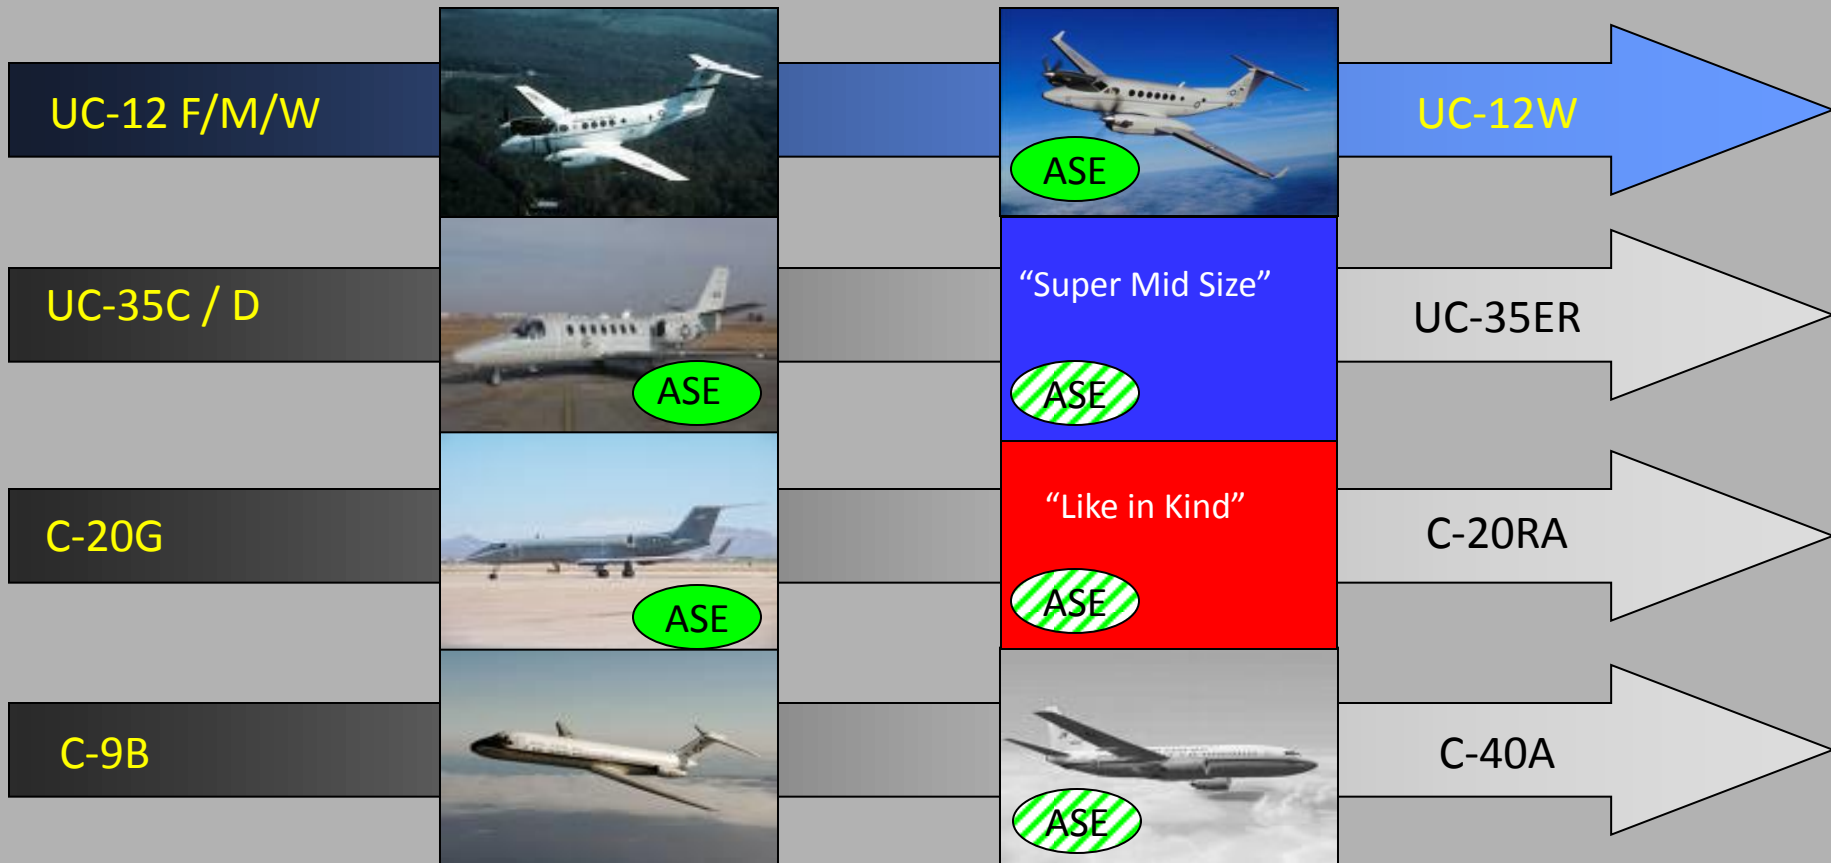 UC-12 F/M/W
ASE
UC-12W
UC-35C / D
ASE
“Super Mid Size”
ASE
UC-35ER
C-20G
ASE
“Like in Kind”
ASE
C-20RA
C-9B
ASE
C-40A